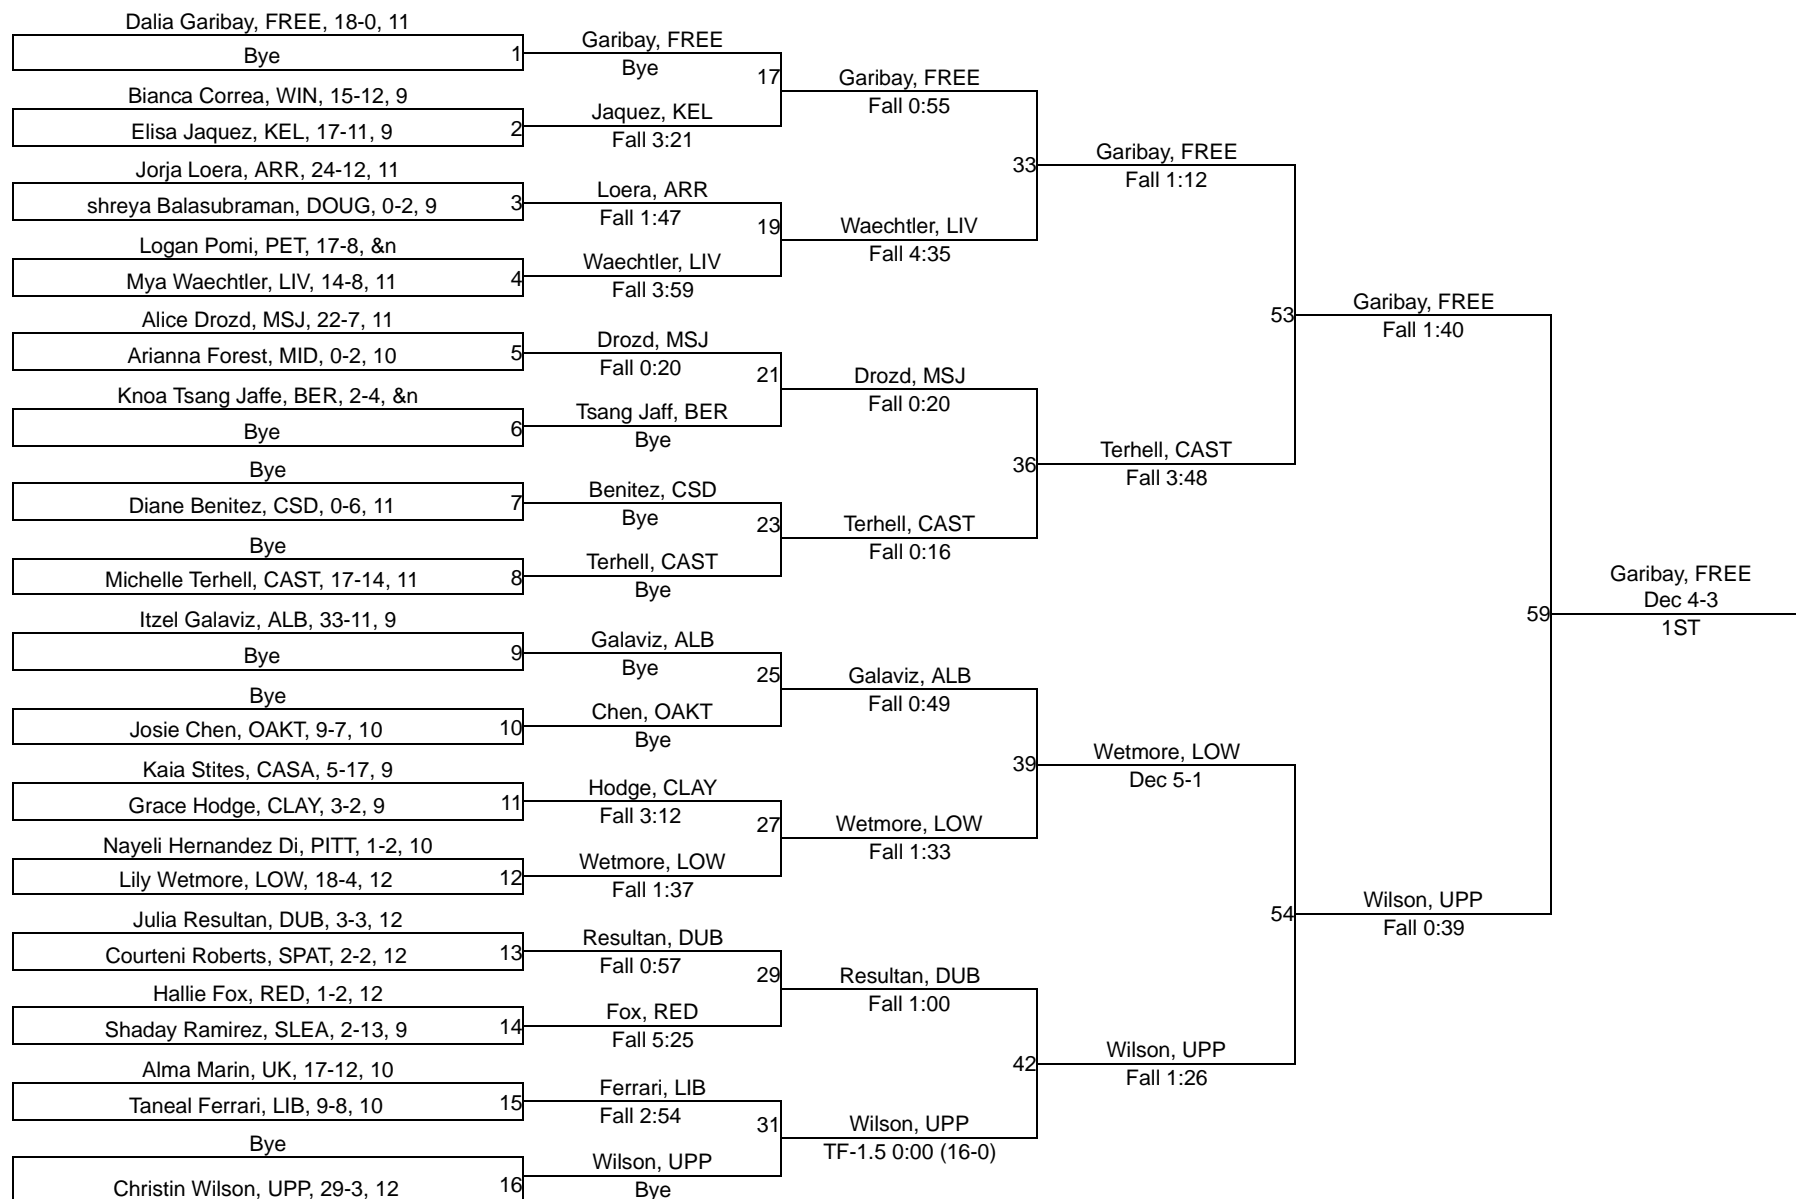 Dalia Garibay, FREE, 18-0, 11
Bye
1
Bianca Correa, WIN, 15-12, 9
Elisa Jaquez, KEL, 17-11, 9
2
Jorja Loera, ARR, 24-12, 11
shreya Balasubraman, DOUG, 0-2, 9
3
Logan Pomi, PET, 17-8, &n
Mya Waechtler, LIV, 14-8, 11
4
Alice Drozd, MSJ, 22-7, 11
Arianna Forest, MID, 0-2, 10
5
Knoa Tsang Jaffe, BER, 2-4, &n
Bye
6
Bye
Diane Benitez, CSD, 0-6, 11
7
Bye
Michelle Terhell, CAST, 17-14, 11
8
Itzel Galaviz, ALB, 33-11, 9
Bye
9
Bye
Josie Chen, OAKT, 9-7, 10
10
Kaia Stites, CASA, 5-17, 9
Grace Hodge, CLAY, 3-2, 9
11
Nayeli Hernandez Di, PITT, 1-2, 10
Lily Wetmore, LOW, 18-4, 12
12
Julia Resultan, DUB, 3-3, 12
Courteni Roberts, SPAT, 2-2, 12
13
Hallie Fox, RED, 1-2, 12
Shaday Ramirez, SLEA, 2-13, 9
14
Alma Marin, UK, 17-12, 10
Taneal Ferrari, LIB, 9-8, 10
15
Bye
Christin Wilson, UPP, 29-3, 12
16
Garibay, FREE
Bye
17
Jaquez, KEL
Fall 3:21
Loera, ARR
Fall 1:47
19
Waechtler, LIV
Fall 3:59
Drozd, MSJ
Fall 0:20
21
Tsang Jaff, BER
Bye
Benitez, CSD
Bye
23
Terhell, CAST
Bye
Galaviz, ALB
Bye
25
Chen, OAKT
Bye
Hodge, CLAY
Fall 3:12
27
Wetmore, LOW
Fall 1:37
Resultan, DUB
Fall 0:57
29
Fox, RED
Fall 5:25
Ferrari, LIB
Fall 2:54
31
Wilson, UPP
Bye
Garibay, FREE
Fall 0:55
33
Waechtler, LIV
Fall 4:35
Drozd, MSJ
Fall 0:20
36
Terhell, CAST
Fall 0:16
Galaviz, ALB
Fall 0:49
39
Wetmore, LOW
Fall 1:33
Resultan, DUB
Fall 1:00
42
Wilson, UPP
TF-1.5 0:00 (16-0)
Garibay, FREE
Fall 1:12
53
Terhell, CAST
Fall 3:48
Wetmore, LOW
Dec 5-1
54
Wilson, UPP
Fall 1:26
Garibay, FREE
Fall 1:40
59
Wilson, UPP
Fall 0:39
Garibay, FREE
Dec 4-3
1ST